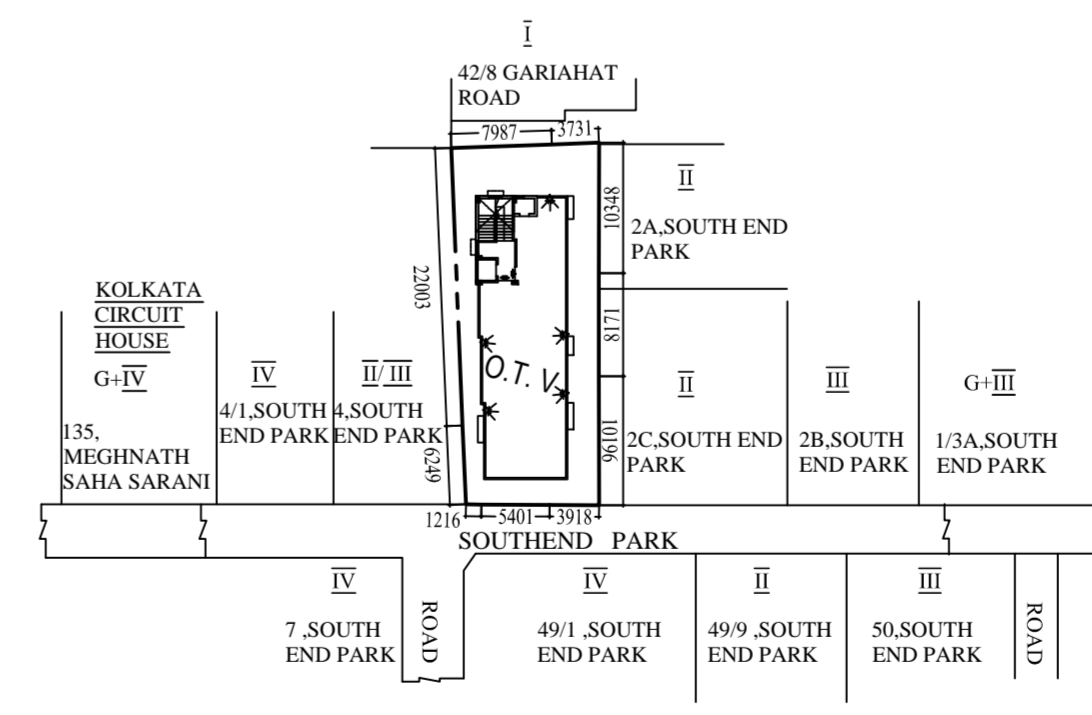 I
42/8 GARIAHAT
ROAD
7987
3731
10348
II
2A,SOUTH END
PARK
22003
8171
KOLKATA
CIRCUIT
HOUSE
G+IV
135,
MEGHNATH
SAHA SARANI
IV
4/1,SOUTH
END PARK
II/ III
4,SOUTH
END PARK
O.T. V
6249
10196
II
2C,SOUTH END
PARK
III
2B,SOUTH
END PARK
G+III
1/3A,SOUTH
END PARK
1216
5401
3918
SOUTHEND PARK
IV
7 ,SOUTH
END PARK
ROAD
IV
49/1 ,SOUTH
END PARK
II
49/9 ,SOUTH
END PARK
III
50,SOUTH
END PARK
ROAD